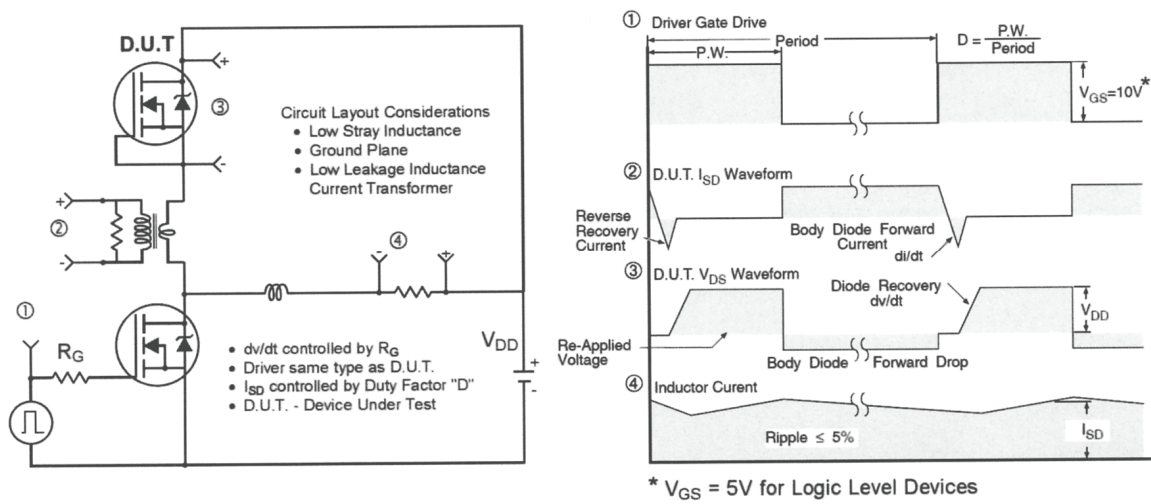 D.U.T
+
③
-
Circuit Layout Considerations
• Low Stray Inductance
• Ground Plane
• Low Leakage Inductance
Current Transformer
+
②
-
④
-
+
①
RG
• dv/dt controlled by RG
• Driver same type as D.U.T.
• ISD controlled by Duty Factor "D"
• D.U.T. - Device Under Test
VDD
+
-
① Driver Gate Drive
Period
P.W.
D = P.W.
Period
VGS=10V*
② D.U.T. ISD Waveform
Reverse
Recovery
Current
Body Diode Forward
Current
di/dt
③ D.U.T. VDS Waveform
Diode Recovery
dv/dt
VDD
Re-Applied
Voltage
Body Diode Forward Drop
④ Inductor Curent
ISD
Ripple ≤ 5%
* VGS = 5V for Logic Level Devices